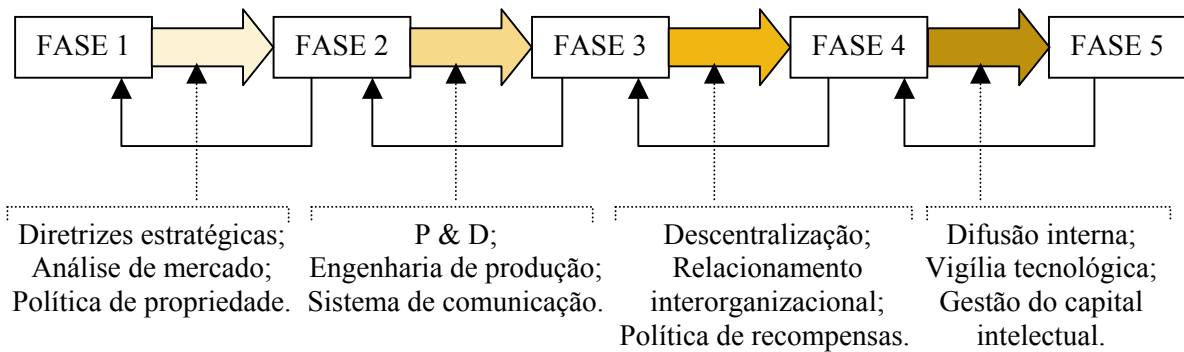 FASE 1
FASE 2
FASE 3
FASE 4
FASE 5
Diretrizes estratégicas;
Análise de mercado;
Política de propriedade.
P & D;
Engenharia de produção;
Sistema de comunicação.
Descentralização;
Relacionamento
interorganizacional;
Política de recompensas.
Difusão interna;
Vigília tecnológica;
Gestão do capital
intelectual.